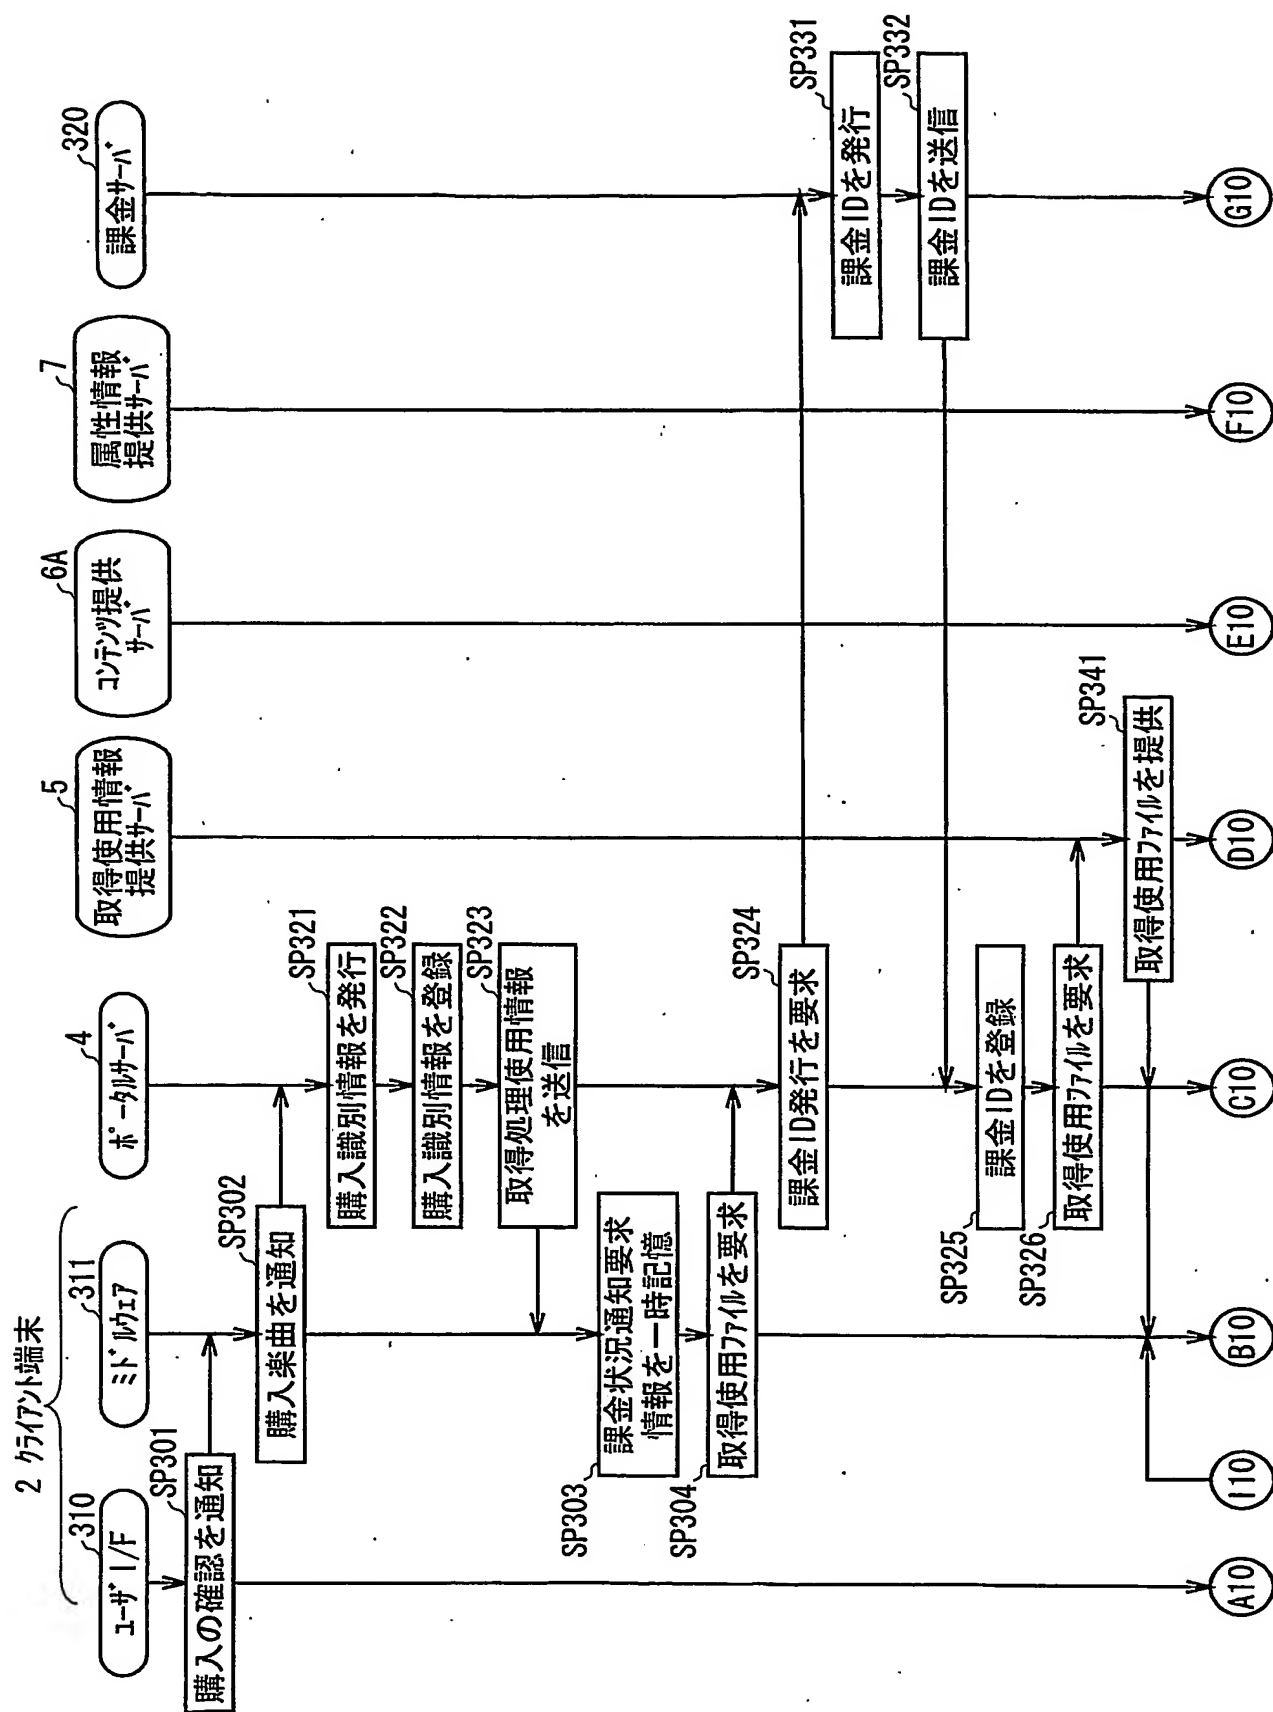 2 クライアント端末
310
ユーザI/F
311
ミドルウェア
4
ポータルサーバ
5
取得使用情報
提供サーバ
6A
コンテンツ提供
サーバ
7
属性情報
提供サーバ
320
課金サーバ
SP301
購入の確認を通知
SP302
購入楽曲を通知
SP321
購入識別情報を発行
SP322
購入識別情報を登録
SP323
取得処理使用情報
を送信
SP303
課金状況通知要求
情報を一時記憶
SP304
取得使用ファイルを要求
SP324
課金ID発行を要求
SP331
課金IDを発行
SP332
課金IDを送信
SP325
課金IDを登録
SP326
取得使用ファイルを要求
SP341
取得使用ファイルを提供
A10
I10
B10
C10
D10
E10
F10
G10